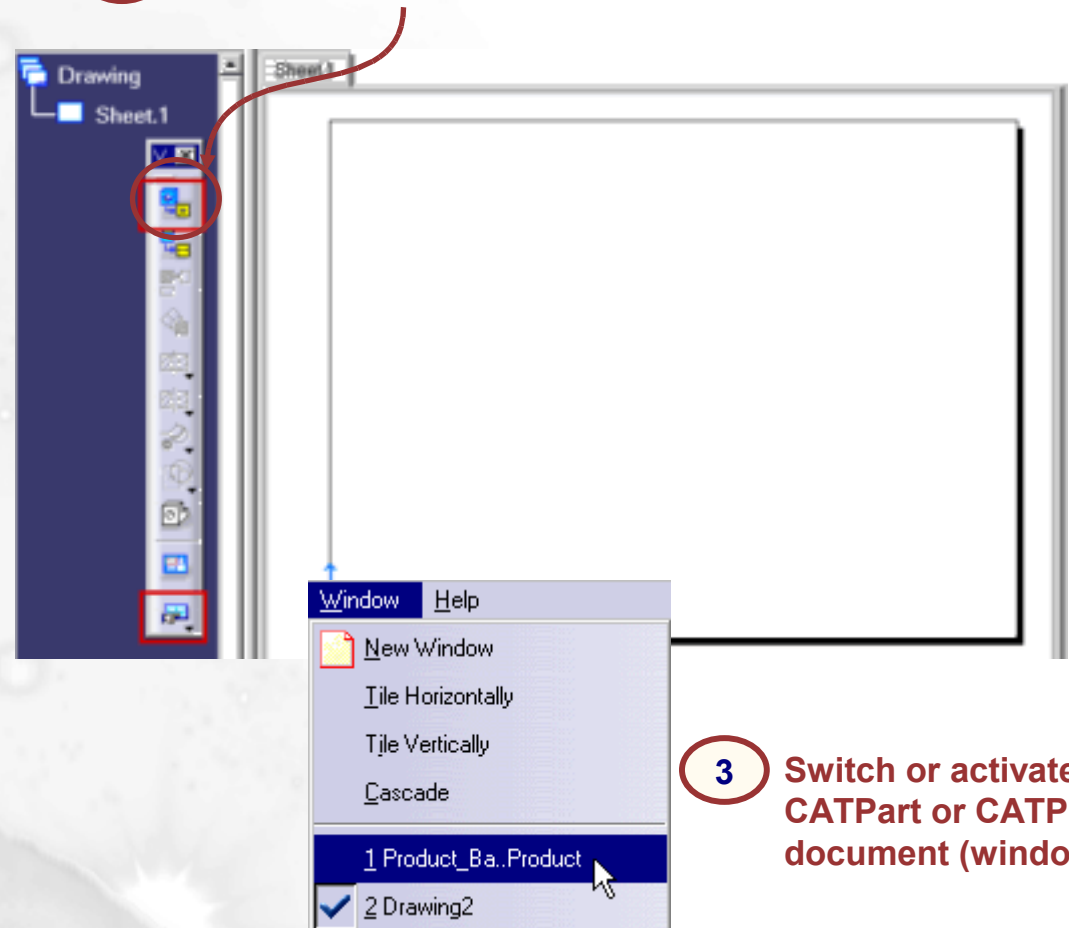 Drawing
Sheet.1
Sheet.1
Window Help
New Window
Tile Horizontally
Tile Vertically
Cascade
1 Product_Ba..Product
2 Drawing2
3
Switch or activate
CATPart or CATP
document (windo